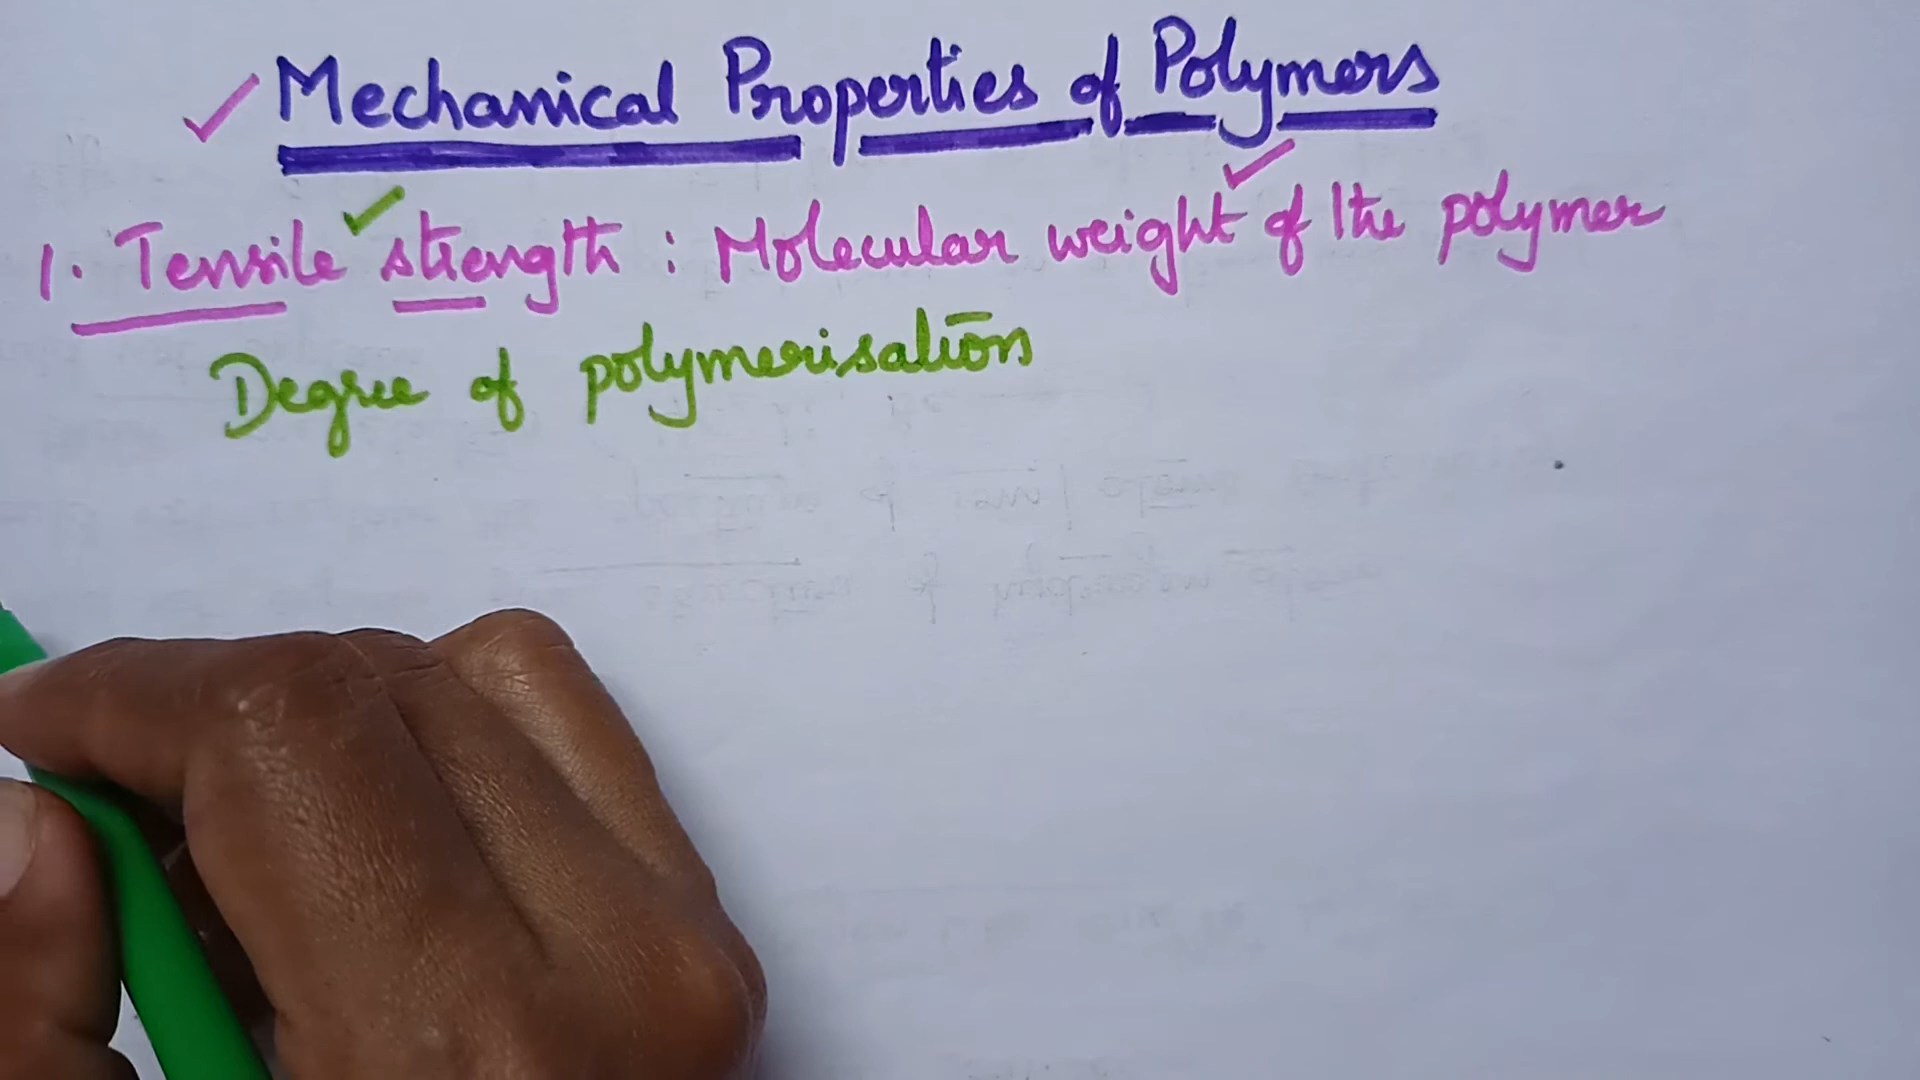 Mechanical Properties of Polymers
1. Tensile strength : Molecular weight of the polymer
Degree of polymerisation